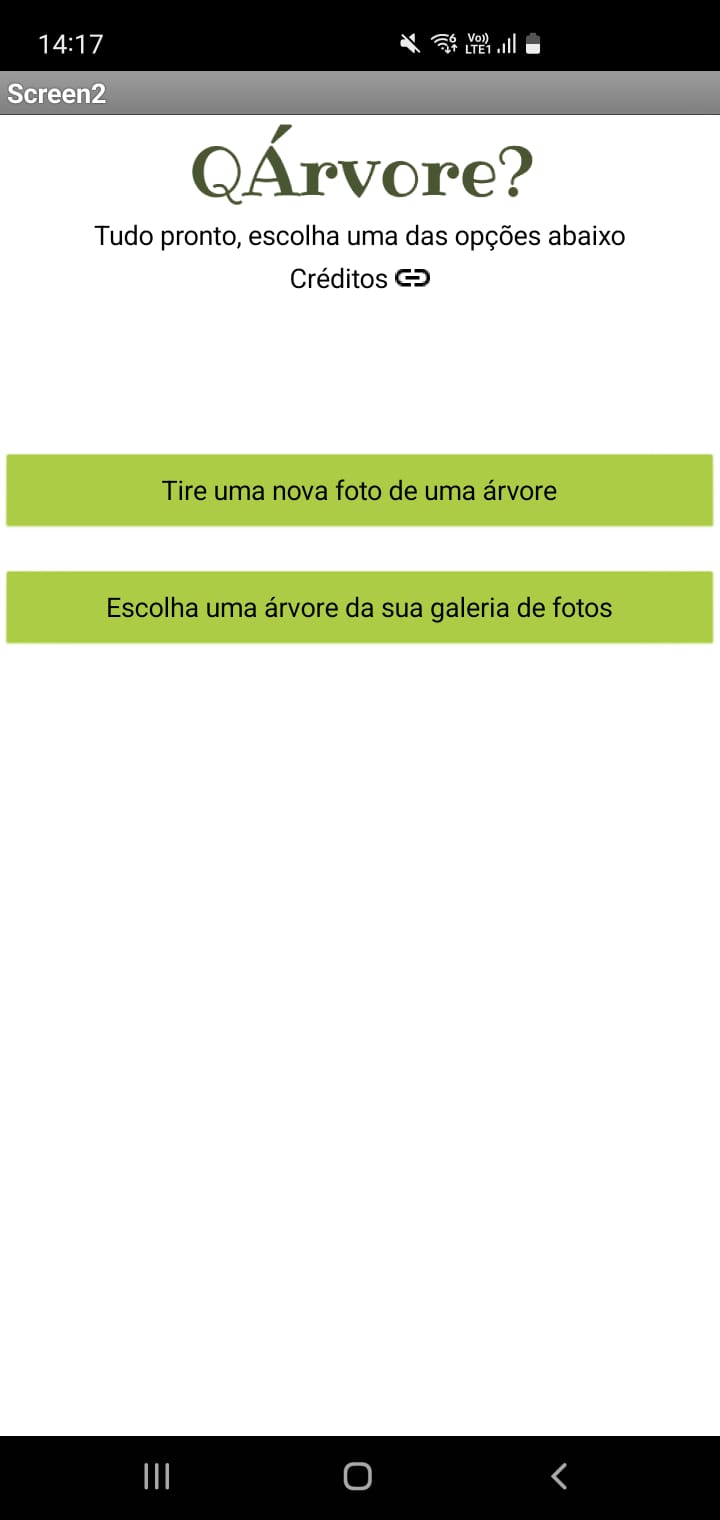 14:17
Vo))
LTE1
Screen2
QÁrvore?
Tudo pronto, escolha uma das opções abaixo
Créditos
Tire uma nova foto de uma árvore
Escolha uma árvore da sua galeria de fotos